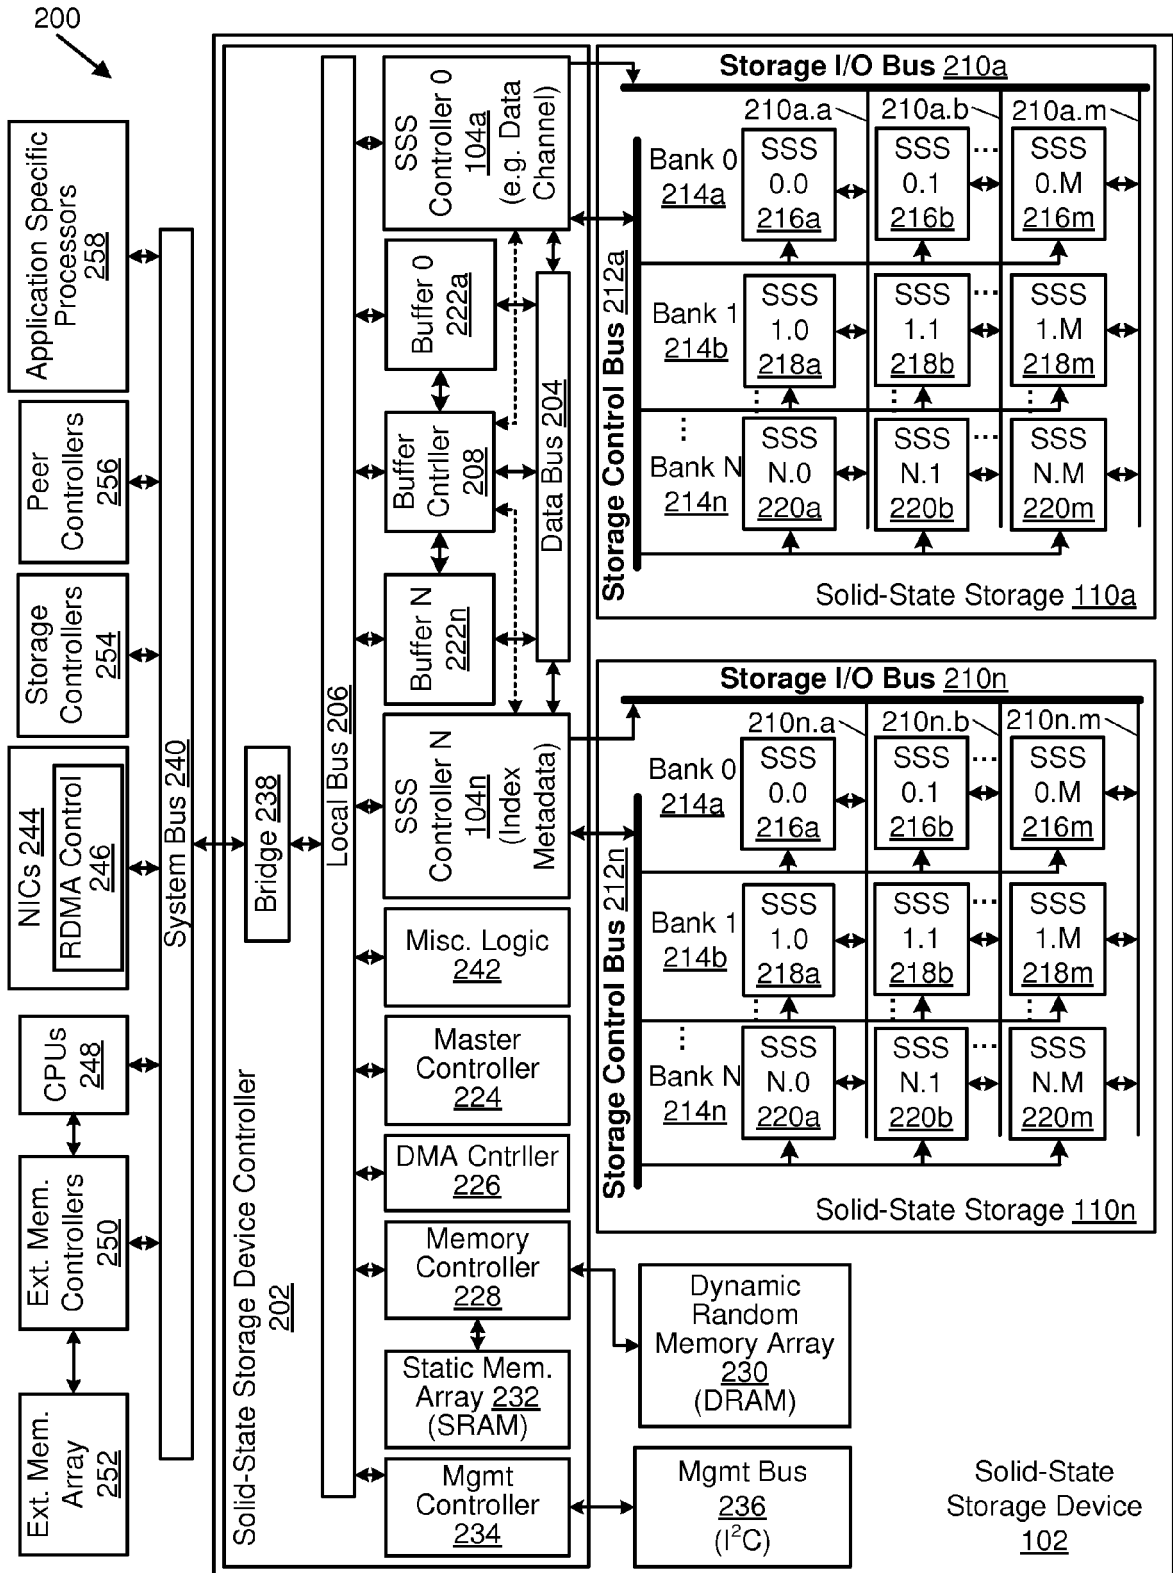 200
Application Specific
Processors
258
Peer
Controllers
256
Storage
Controllers
254
NICs 244
RDMA Control
246
CPUs
248
Ext. Mem.
Controllers
250
Ext. Mem
Array
252
System Bus 240
Solid-State Storage Device Controller
202
Bridge 238
Local Bus 206
SSS
Controller 0
104a
(e.g. Data
Channel)
Buffer 0
222a
Buffer
Cntrller
208
Buffer N
222n
Data Bus 204
SSS
Controller N
104n
(Index
Metadata)
Misc. Logic
242
Master
Controller
224
DMA Cntrller
226
Memory
Controller
228
Static Mem.
Array 232
(SRAM)
Mgmt
Controller
234
Storage I/O Bus 210a
210a.a
210a.b
210a.m
Storage Control Bus 212a
Bank 0
214a
SSS
0.0
216a
SSS
0.1
216b
...
SSS
0.M
216m
Bank 1
214b
SSS
1.0
218a
SSS
1.1
218b
...
SSS
1.M
218m
...
Bank N
214n
SSS
N.0
220a
SSS
N.1
220b
...
SSS
N.M
220m
Solid-State Storage 110a
Storage I/O Bus 210n
210n.a
210n.b
210n.m
Storage Control Bus 212n
Bank 0
214a
SSS
0.0
216a
SSS
0.1
216b
...
SSS
0.M
216m
Bank 1
214b
SSS
1.0
218a
SSS
1.1
218b
...
SSS
1.M
218m
...
Bank N
214n
SSS
N.0
220a
SSS
N.1
220b
...
SSS
N.M
220m
Solid-State Storage 110n
Dynamic
Random
Memory Array
230
(DRAM)
Mgmt Bus
236
(I²C)
Solid-State
Storage Device
102